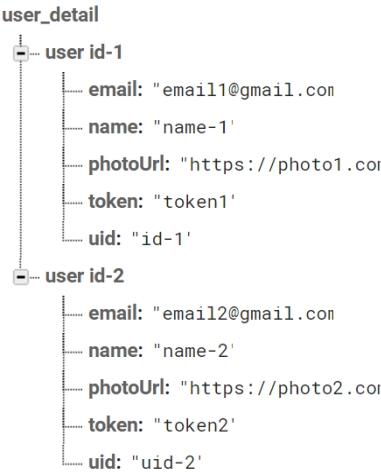 user_detail
user id-1
email: "email1@gmail.com
name: "name-1'
photoUrl: "https://photo1.com
token: "token1'
uid: "id-1'
user id-2
email: "email2@gmail.com
name: "name-2'
photoUrl: "https://photo2.com
token: "token2'
uid: "uid-2'